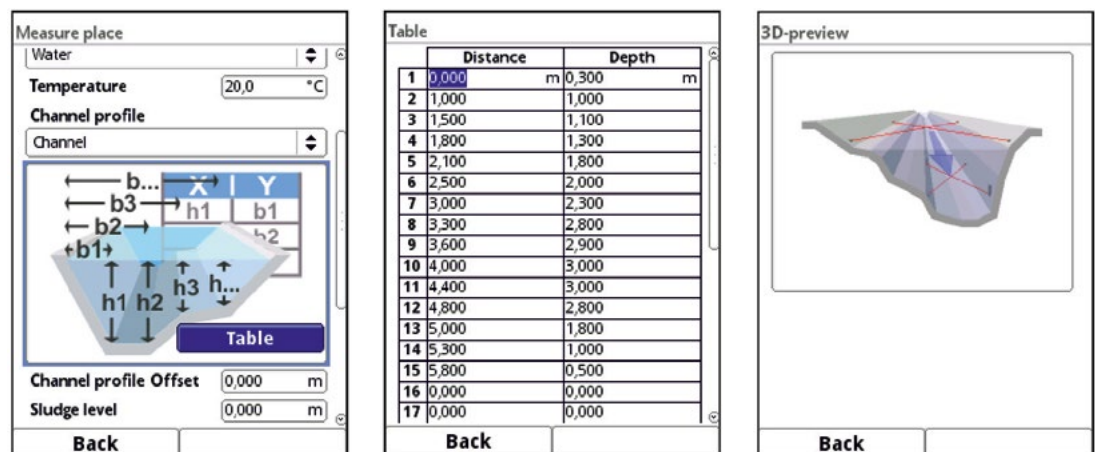 Measure place
Water
Temperature 20,0 °C
Channel profile
Channel
b... X Y
b3 h1 b1
b2 b2
b1
h1 h2 h3 h...
Table
Channel profile Offset 0,000 m
Sludge level 0,000 m
Back
Table
Distance Depth
1 0,000 m 0,300 m
2 1,000 1,000
3 1,500 1,100
4 1,800 1,300
5 2,100 1,800
6 2,500 2,000
7 3,000 2,300
8 3,300 2,800
9 3,600 2,900
10 4,000 3,000
11 4,400 3,000
12 4,800 2,800
13 5,000 1,800
14 5,300 1,000
15 5,800 0,500
16 0,000 0,000
17 0,000 0,000
Back
3D-preview
Back